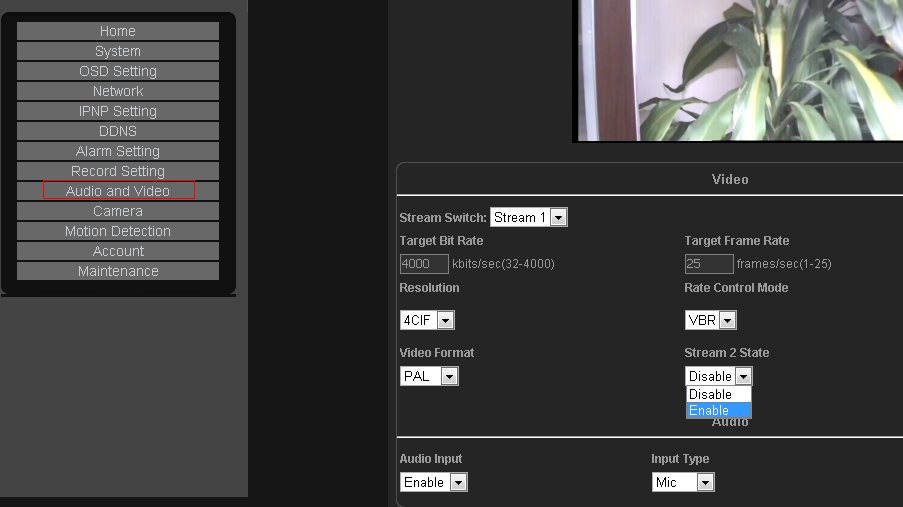 Home
System
OSD Setting
Network
IPNP Setting
DDNS
Alarm Setting
Record Setting
Audio and Video
Camera
Motion Detection
Account
Maintenance
Video
Stream Switch: Stream 1
Target Bit Rate Target Frame Rate
4000 kbits/sec(32-4000) 25 frames/sec(1-25)
Resolution Rate Control Mode
4CIF VBR
Video Format Stream 2 State
PAL Disable
Disable
Enable
Audio
Audio Input Input Type
Enable Mic